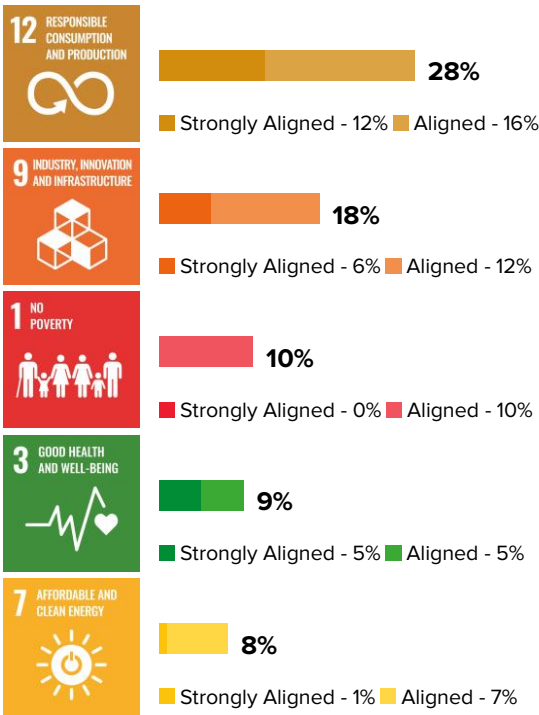 12 RESPONSIBLE
CONSUMPTION
AND PRODUCTION
28%
Strongly Aligned - 12% Aligned - 16%
9 INDUSTRY, INNOVATION
AND INFRASTRUCTURE
18%
Strongly Aligned - 6% Aligned - 12%
1 NO
POVERTY
10%
Strongly Aligned - 0% Aligned - 10%
3 GOOD HEALTH
AND WELL-BEING
9%
Strongly Aligned - 5% Aligned - 5%
7 AFFORDABLE AND
CLEAN ENERGY
8%
Strongly Aligned - 1% Aligned - 7%